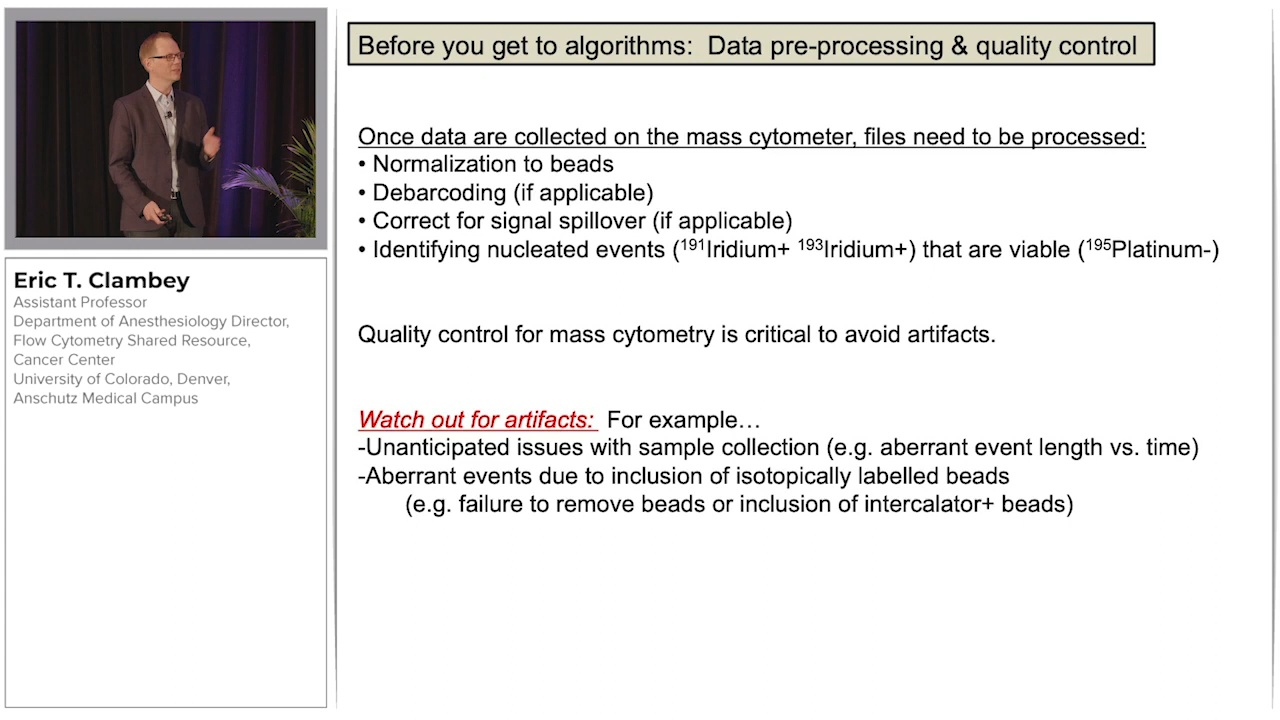 Before you get to algorithms:  Data pre-processing & quality control
Eric T. Clambey
Assistant Professor
Department of Anesthesiology Director,
Flow Cytometry Shared Resource,
Cancer Center
University of Colorado, Denver,
Anschutz Medical Campus
Once data are collected on the mass cytometer, files need to be processed:
• Normalization to beads
• Debarcoding (if applicable)
• Correct for signal spillover (if applicable)
• Identifying nucleated events (¹⁹¹Iridium+ ¹⁹³Iridium+) that are viable (¹⁹⁵Platinum-)
Quality control for mass cytometry is critical to avoid artifacts.
Watch out for artifacts:  For example…
-Unanticipated issues with sample collection (e.g. aberrant event length vs. time)
-Aberrant events due to inclusion of isotopically labelled beads
(e.g. failure to remove beads or inclusion of intercalator+ beads)